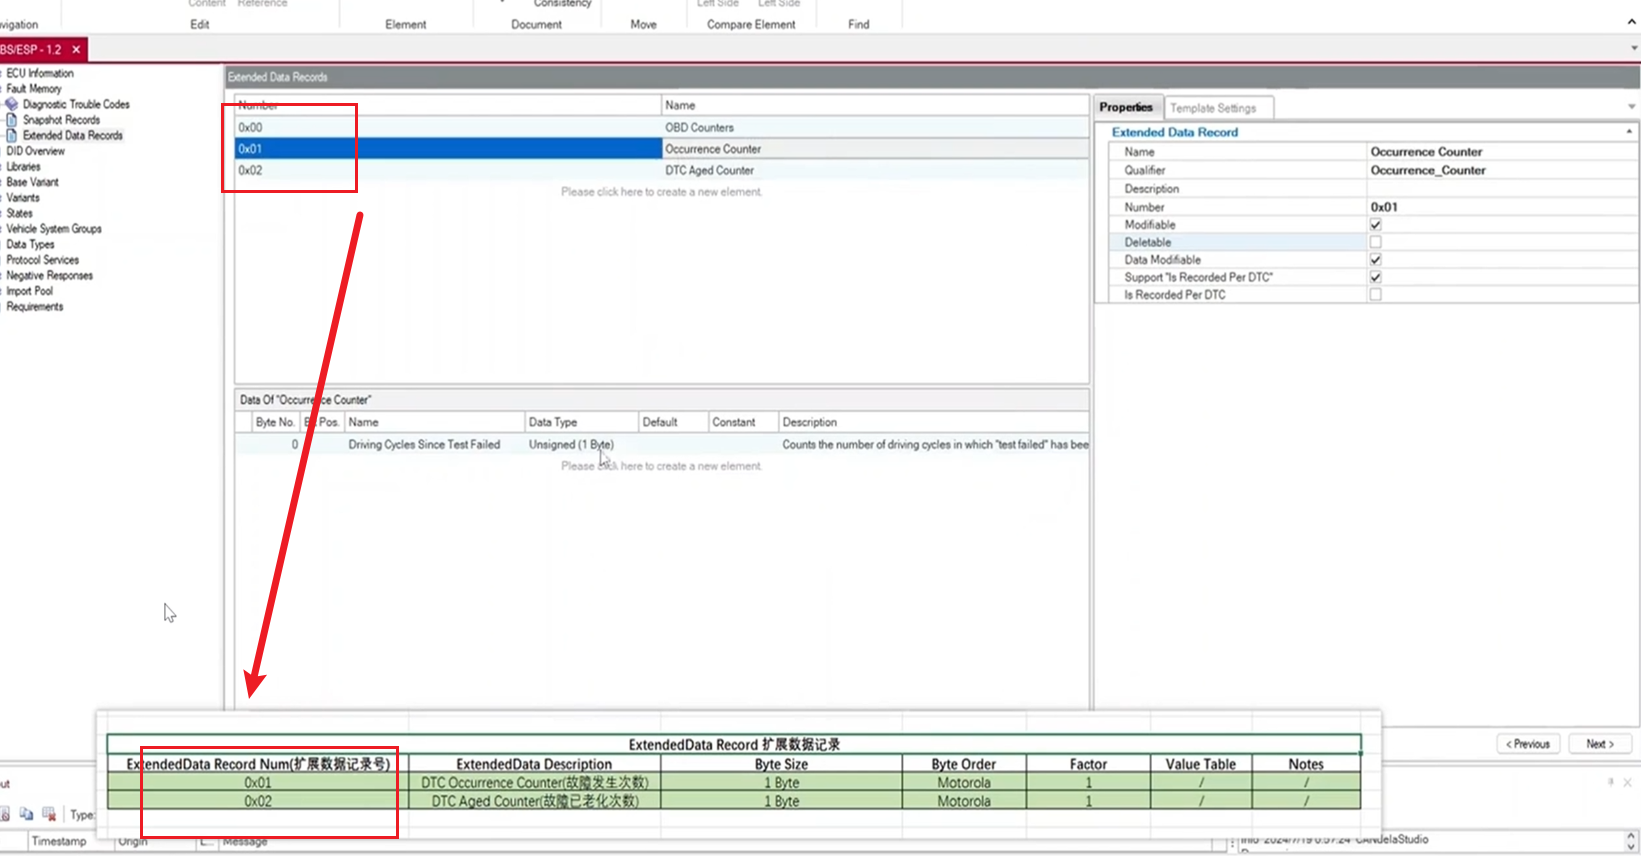 Content Reference
Consistency
Left Side Left Side
Edit Element Document Move Compare Element Find
BS/ESP - 1.2 ×
ECU Information
Fault Memory
Diagnostic Trouble Codes
Snapshot Records
Extended Data Records
DID Overview
Libraries
Base Variant
Variants
States
Vehicle System Groups
Data Types
Protocol Services
Negative Responses
Import Pool
Requirements
Extended Data Records
Number Name
0x00 OBD Counters
0x01 Occurrence Counter
0x02 DTC Aged Counter
Please click here to create a new element.
Data Of "Occurrence Counter"
Byte No. Pos. Name Data Type Default Constant Description
0 Driving Cycles Since Test Failed Unsigned (1 Byte) Counts the number of driving cycles in which "test failed" has bee
Please click here to create a new element.
Properties Template Settings
Extended Data Record
Name Occurrence Counter
Qualifier Occurrence_Counter
Description
Number 0x01
Modifiable
Deletable
Data Modifiable
Support "Is Recorded Per DTC"
Is Recorded Per DTC
< Previous Next >
ExtendedData Record 扩展数据记录
ExtendedData Record Num(扩展数据记录号) ExtendedData Description Byte Size Byte Order Factor Value Table Notes
0x01 DTC Occurrence Counter(故障发生次数) 1 Byte Motorola 1 / /
0x02 DTC Aged Counter(故障已老化次数) 1 Byte Motorola 1 / /
Type:
Timestamp Origin L... Message
CANdelaStudio